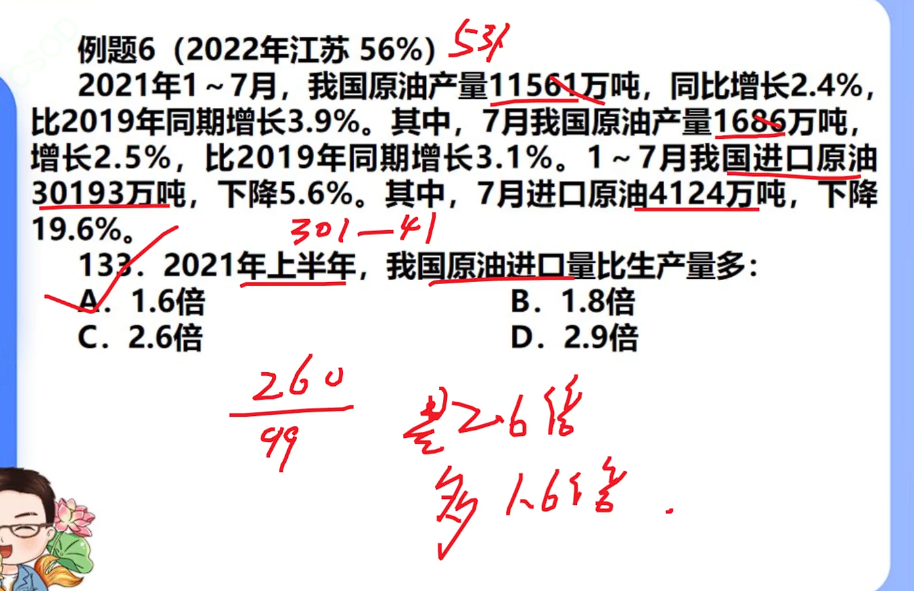 例题6（2022年江苏 56%）53%
2021年1～7月，我国原油产量11561万吨，同比增长2.4%，
比2019年同期增长3.9%。其中，7月我国原油产量1686万吨，
增长2.5%，比2019年同期增长3.1%。1～7月我国进口原油
30193万吨，下降5.6%。其中，7月进口原油4124万吨，下降
19.6%。
301－41
133．2021年上半年，我国原油进口量比生产量多：
A．1.6倍 B．1.8倍
C．2.6倍 D．2.9倍
260
99
是2.6倍
多1.6倍.